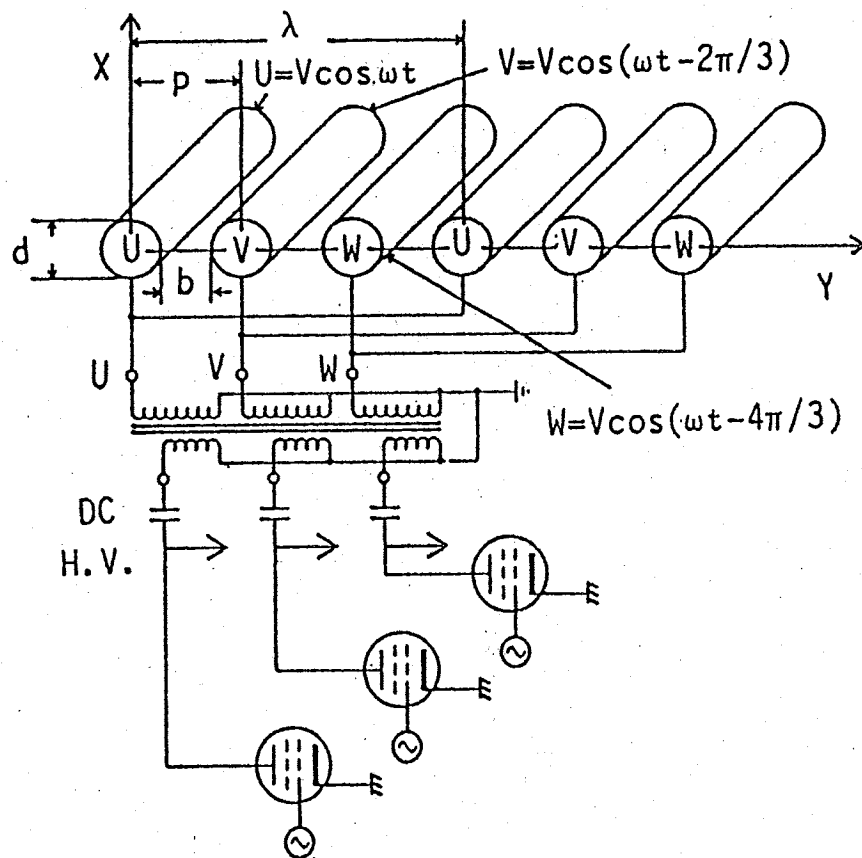 λ
X
p
U=Vcos ωt
V=Vcos(ωt-2π/3)
d
U
V
W
U
V
W
b
Y
U
V
W
W=Vcos(ωt-4π/3)
DC
H.V.
~
~
~